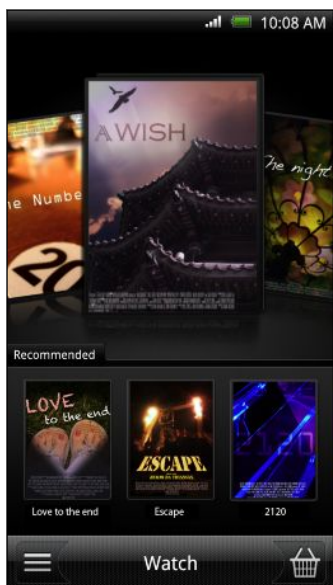 10:08 AM
A WISH
he Numbe
20
The night
Recommended
LOVE
to the end
ESCAPE
2120
Love to the end
Escape
2120
Watch